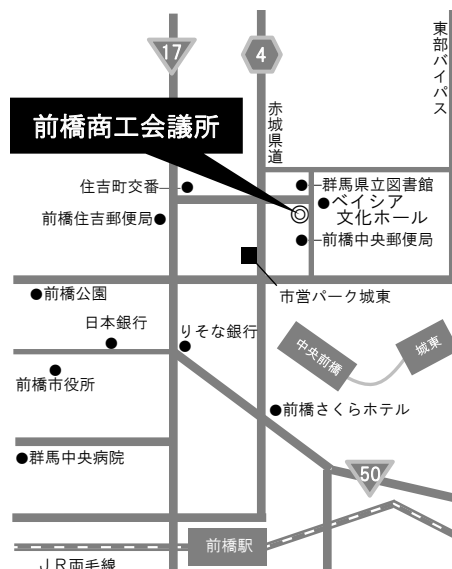 17
4
東部バイパス
赤城県道
前橋商工会議所
住吉町交番
群馬県立図書館
ベイシア
文化ホール
前橋住吉郵便局
前橋中央郵便局
前橋公園
市営パーク城東
日本銀行
りそな銀行
中央前橋
城東
前橋市役所
前橋さくらホテル
群馬中央病院
50
前橋駅
JR両毛線